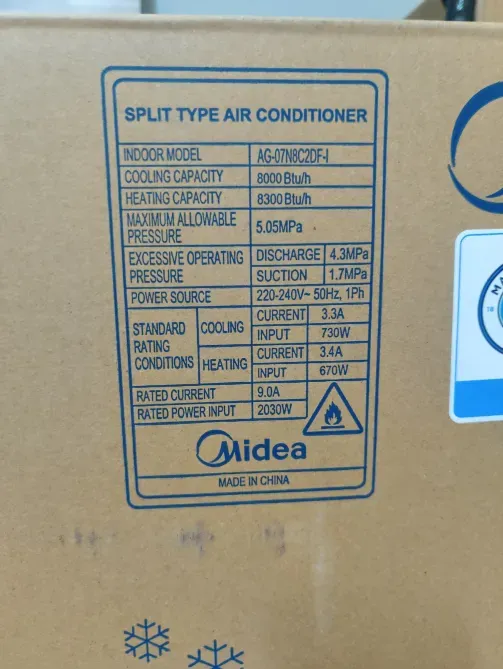 SPLIT TYPE AIR CONDITIONER
INDOOR MODEL AG-07N8C2DF-I
COOLING CAPACITY 8000 Btu/h
HEATING CAPACITY 8300 Btu/h
MAXIMUM ALLOWABLE PRESSURE 5.05MPa
EXCESSIVE OPERATING PRESSURE DISCHARGE 4.3MPa
SUCTION 1.7MPa
POWER SOURCE 220-240V~ 50Hz, 1Ph
STANDARD RATING CONDITIONS COOLING CURRENT 3.3A
INPUT 730W
HEATING CURRENT 3.4A
INPUT 670W
RATED CURRENT 9.0A
RATED POWER INPUT 2030W
Midea
MADE IN CHINA